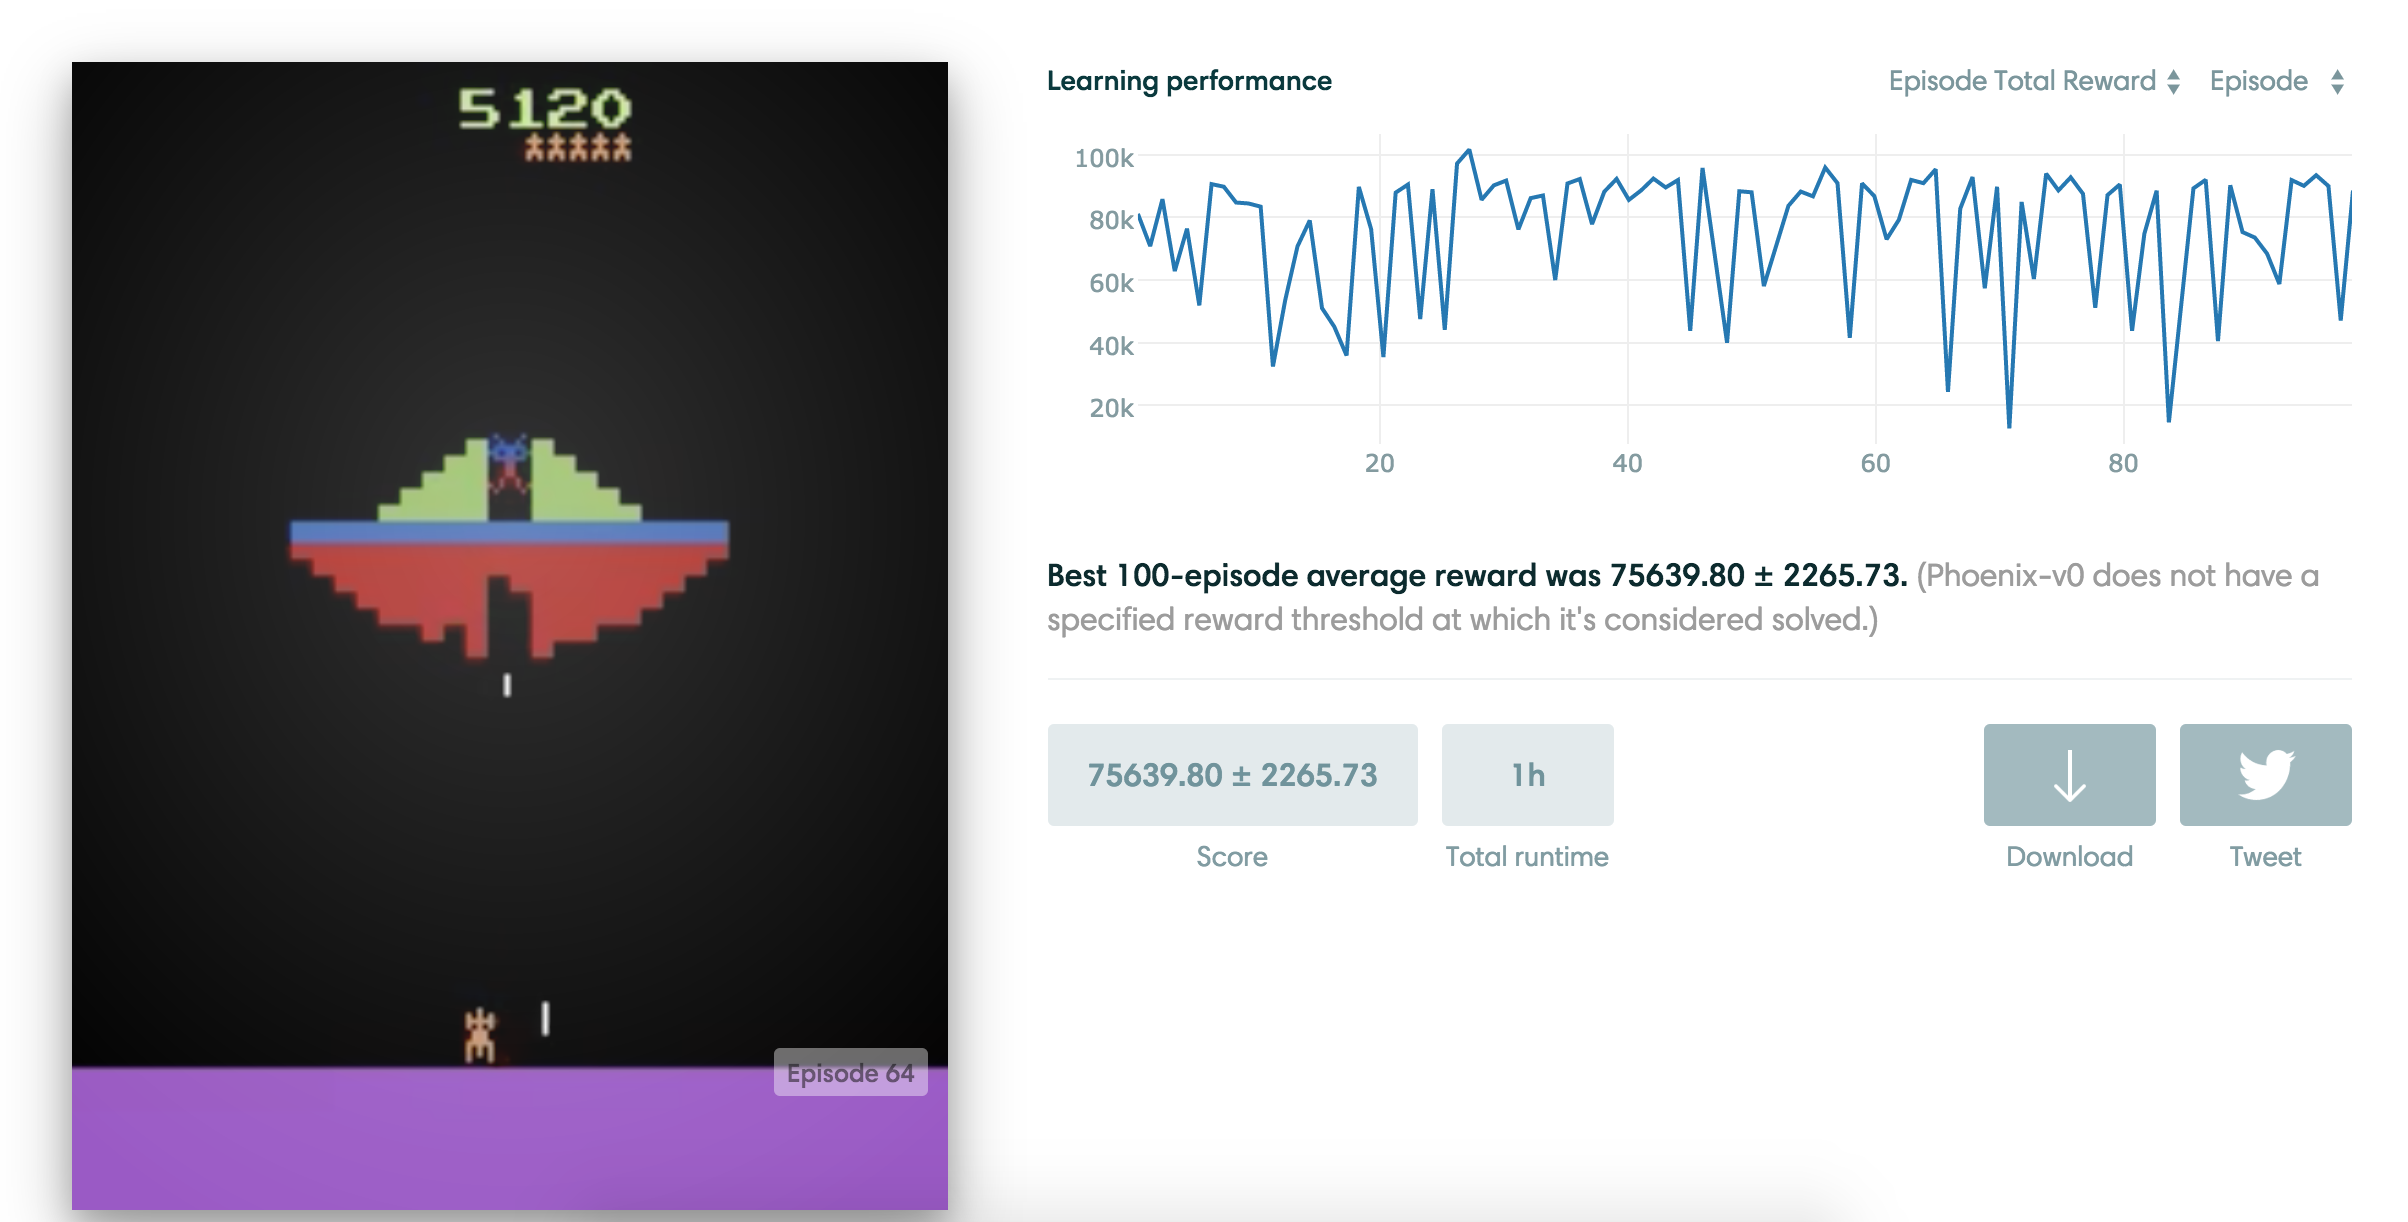 5120
Episode 64
Learning performance
Episode Total Reward Episode
100k
80k
60k
40k
20k
20 40 60 80
Best 100-episode average reward was 75639.80 ± 2265.73. (Phoenix-v0 does not have a
specified reward threshold at which it's considered solved.)
75639.80 ± 2265.73 1h
Score Total runtime Download Tweet